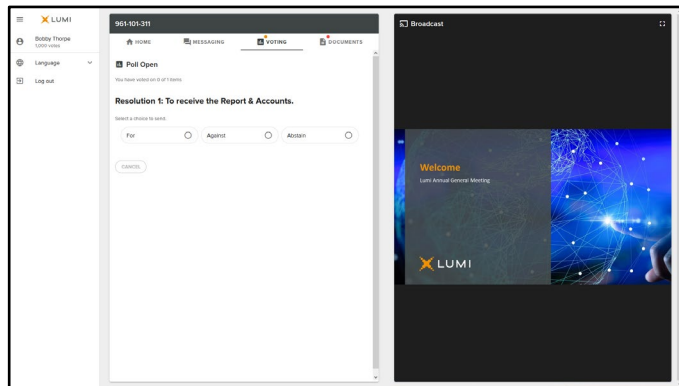 LUMI
Bobby Thorpe
1,000 votes
Language
Log out
961-101-311
HOME MESSAGING VOTING DOCUMENTS
Poll Open
You have voted on 0 of 1 items
Resolution 1: To receive the Report & Accounts.
Select a choice to send.
For Against Abstain
CANCEL
Broadcast
Welcome
Lumi Annual General Meeting
LUMI